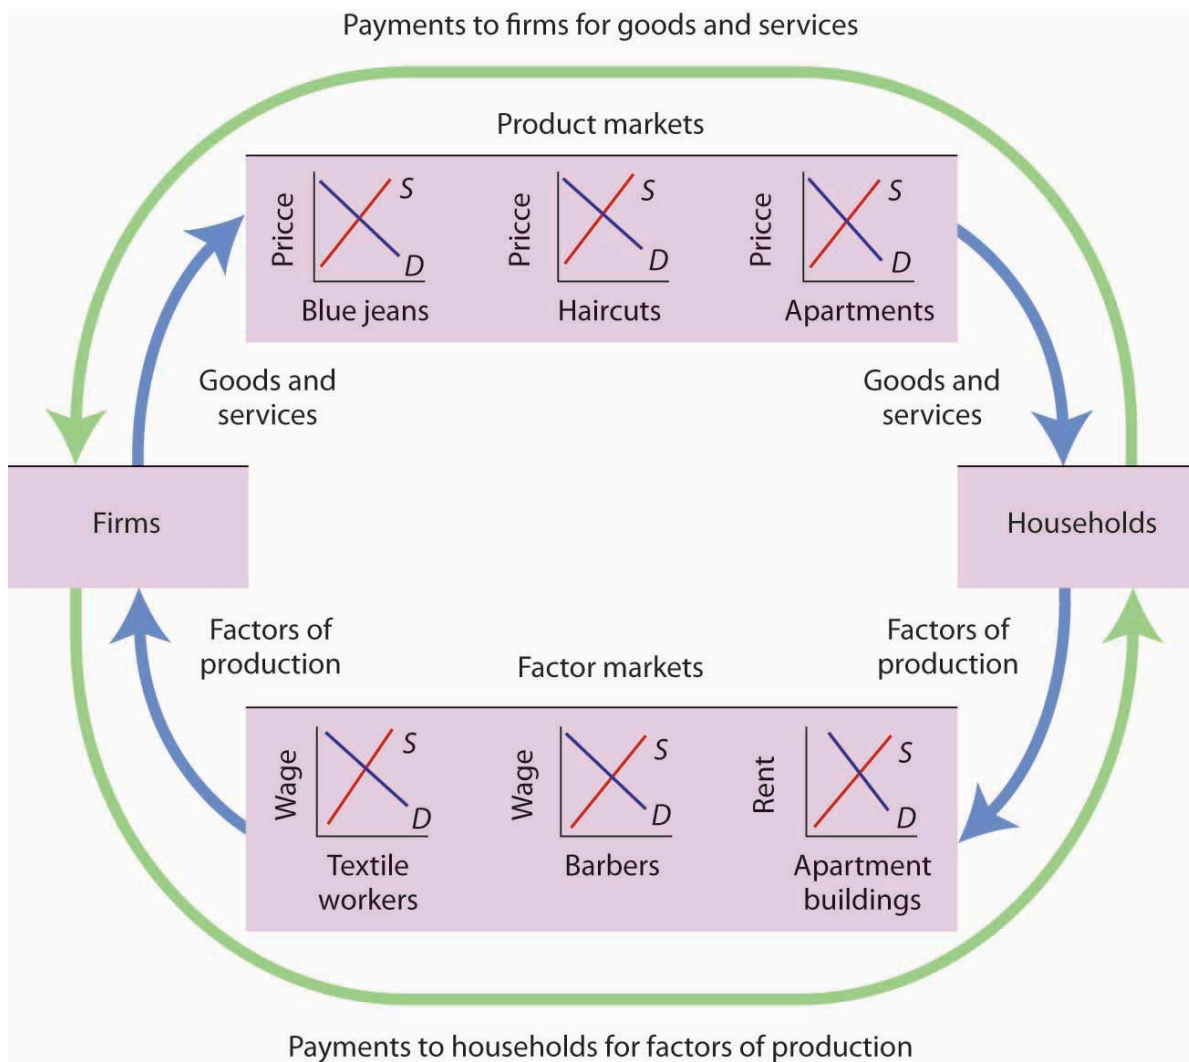 Payments to firms for goods and services
Product markets
Pricce
S
D
Blue jeans
Pricce
S
D
Haircuts
Pricce
S
D
Apartments
Goods and
services
Goods and
services
Firms
Households
Factors of
production
Factors of
production
Factor markets
Wage
S
D
Textile
workers
Wage
S
D
Barbers
Rent
S
D
Apartment
buildings
Payments to households for factors of production